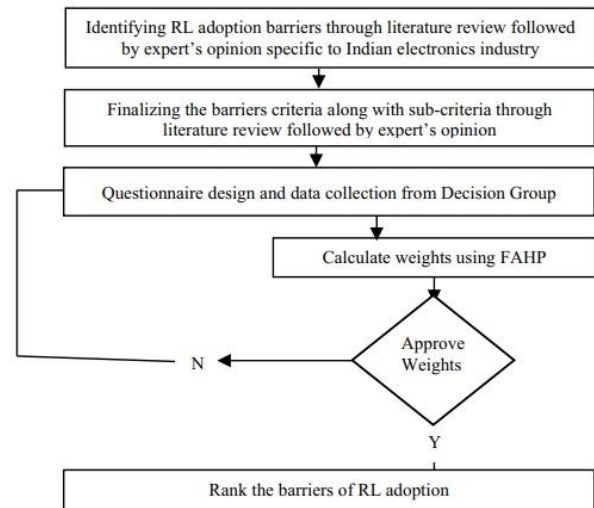 Identifying RL adoption barriers through literature review followed
by expert's opinion specific to Indian electronics industry
Finalizing the barriers criteria along with sub-criteria through
literature review followed by expert's opinion
Questionnaire design and data collection from Decision Group
Calculate weights using FAHP
Approve
Weights
N
Y
Rank the barriers of RL adoption